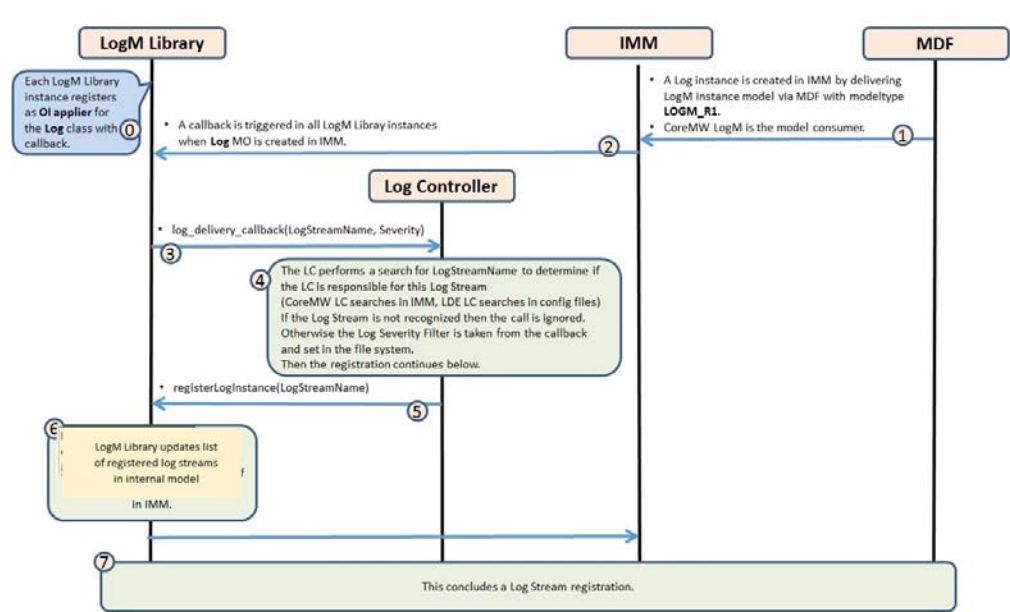 LogM Library
IMM
MDF
Each LogM Library
instance registers
as OI applier for
the Log class with
callback.
0
• A Log instance is created in IMM by delivering
LogM instance model via MDF with modeltype
LOGM_R1.
• CoreMW LogM is the model consumer.
1
• A callback is triggered in all LogM Libray instances
when Log MO is created in IMM.
2
Log Controller
• log_delivery_callback(LogStreamName, Severity)
3
4
The LC performs a search for LogStreamName to determine if
the LC is responsible for this Log Stream
(CoreMW LC searches in IMM, LDE LC searches in config files)
If the Log Stream is not recognized then the call is ignored.
Otherwise the Log Severity Filter is taken from the callback
and set in the file system.
Then the registration continues below.
• registerLogInstance(LogStreamName)
5
6
LogM Library updates list
of registered log streams
in internal model
in IMM.
7
This concludes a Log Stream registration.